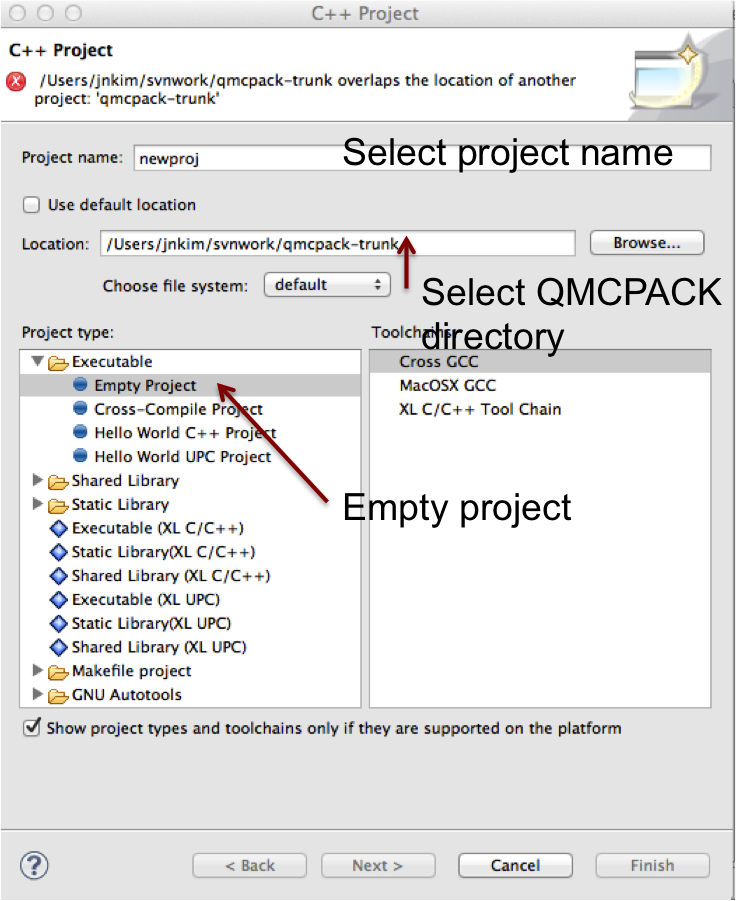 C++ Project
C++ Project
/Users/jnkim/svnwork/qmcpack-trunk overlaps the location of another
project: 'qmcpack-trunk'
Project name: newproj
Select project name
Use default location
Location: /Users/jnkim/svnwork/qmcpack-trunk Browse...
Choose file system: default
Select QMCPACK
directory
Project type: Toolchains:
Executable
Empty Project
Cross-Compile Project
Hello World C++ Project
Hello World UPC Project
Shared Library
Static Library
Executable (XL C/C++)
Static Library(XL C/C++)
Shared Library (XL C/C++)
Executable (XL UPC)
Static Library(XL UPC)
Shared Library (XL UPC)
Makefile project
GNU Autotools
Cross GCC
MacOSX GCC
XL C/C++ Tool Chain
Empty project
Show project types and toolchains only if they are supported on the platform
? < Back Next > Cancel Finish